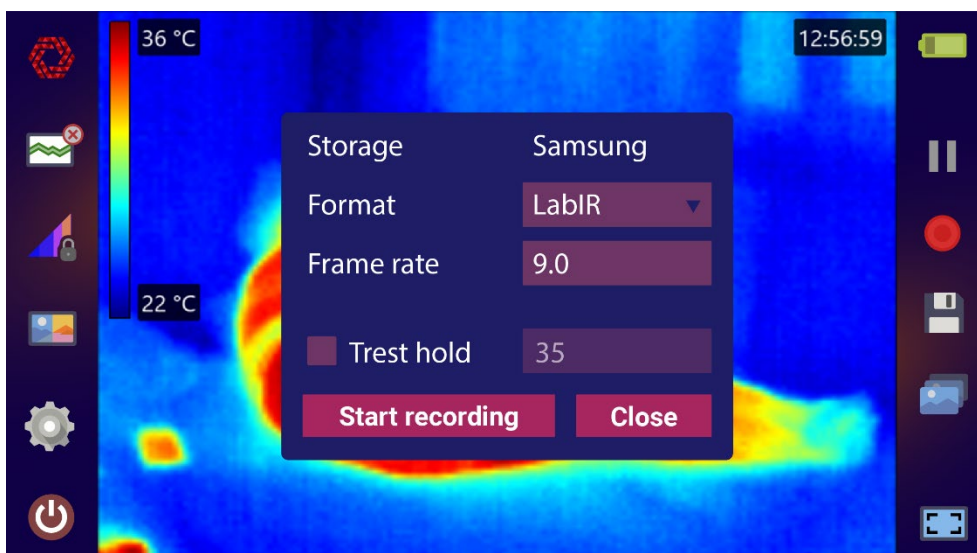 36 °C
12:56:59
Storage Samsung
Format LabIR
Frame rate 9.0
22 °C
Trest hold 35
Start recording Close